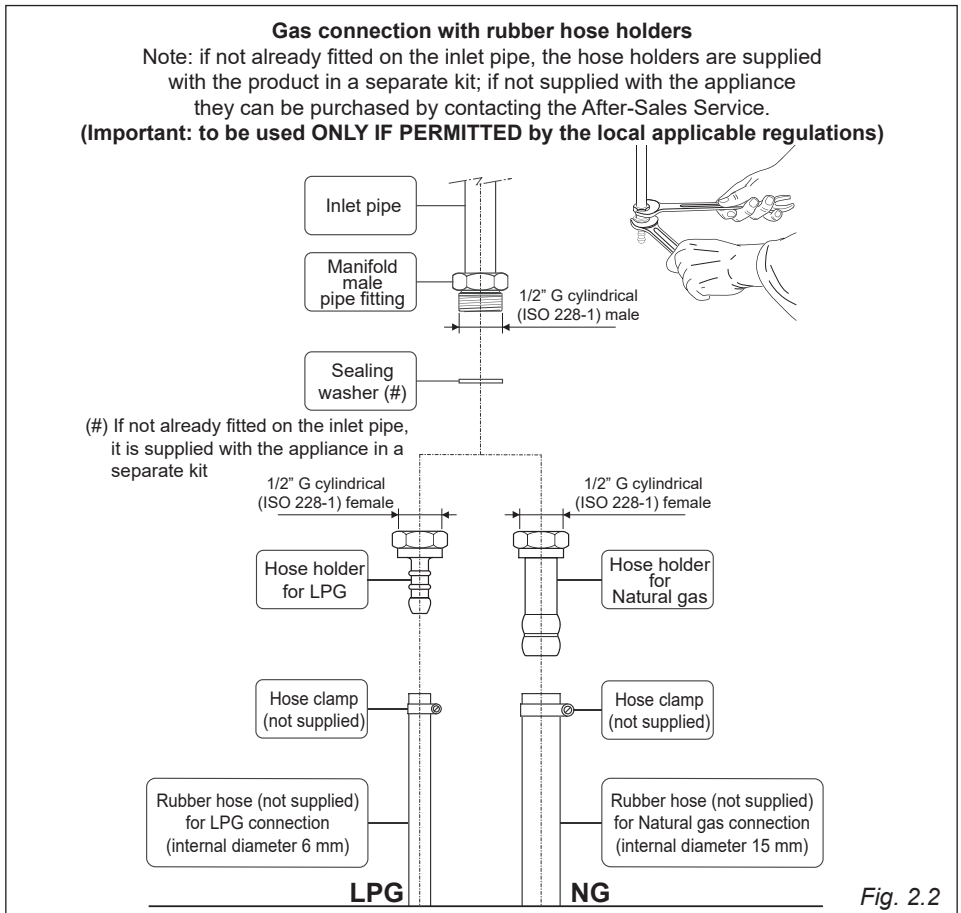 Gas connection with rubber hose holders
Note: if not already fitted on the inlet pipe, the hose holders are supplied
with the product in a separate kit; if not supplied with the appliance
they can be purchased by contacting the After-Sales Service.
(Important: to be used ONLY IF PERMITTED by the local applicable regulations)
Inlet pipe
Manifold
male
pipe fitting
1/2” G cylindrical
(ISO 228-1) male
Sealing
washer (#)
(#) If not already fitted on the inlet pipe,
it is supplied with the appliance in a
separate kit
1/2” G cylindrical
(ISO 228-1) female
1/2” G cylindrical
(ISO 228-1) female
Hose holder
for LPG
Hose holder
for
Natural gas
Hose clamp
(not supplied)
Hose clamp
(not supplied)
Rubber hose (not supplied)
for LPG connection
(internal diameter 6 mm)
Rubber hose (not supplied)
for Natural gas connection
(internal diameter 15 mm)
LPG
NG
Fig. 2.2